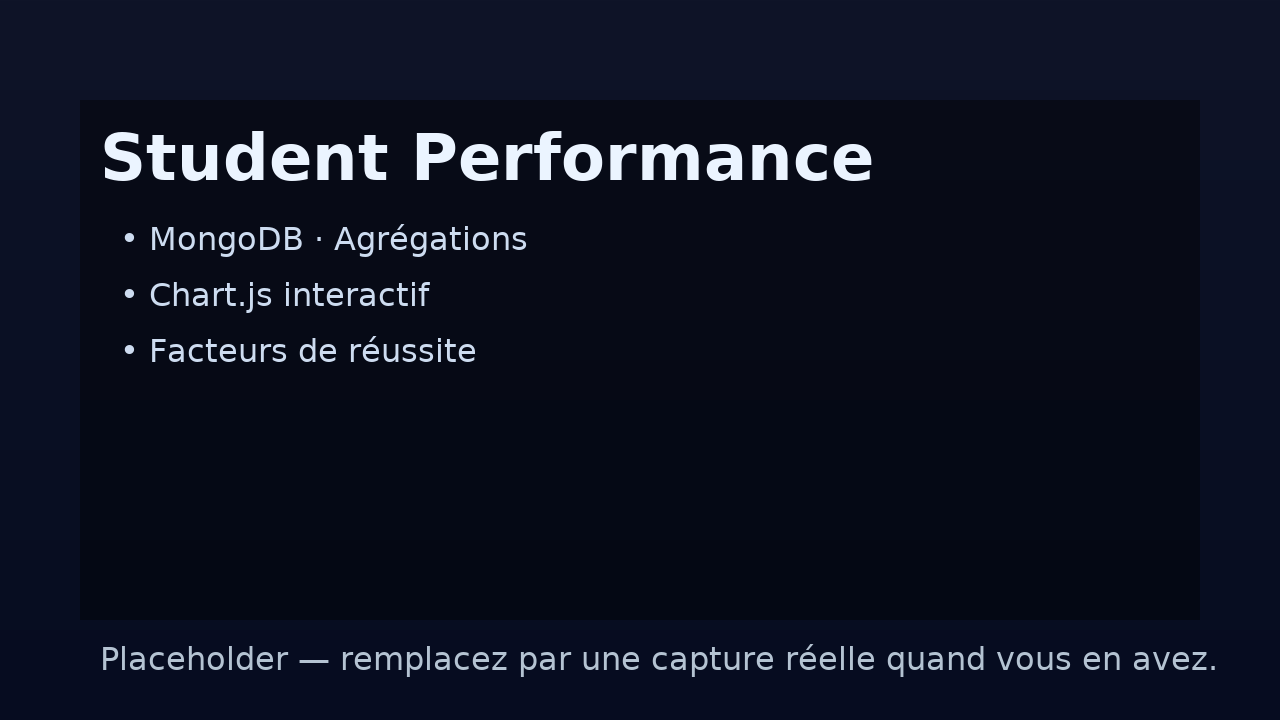 Student Performance
• MongoDB · Agrégations
• Chart.js interactif
• Facteurs de réussite
Placeholder — remplacez par une capture réelle quand vous en avez.